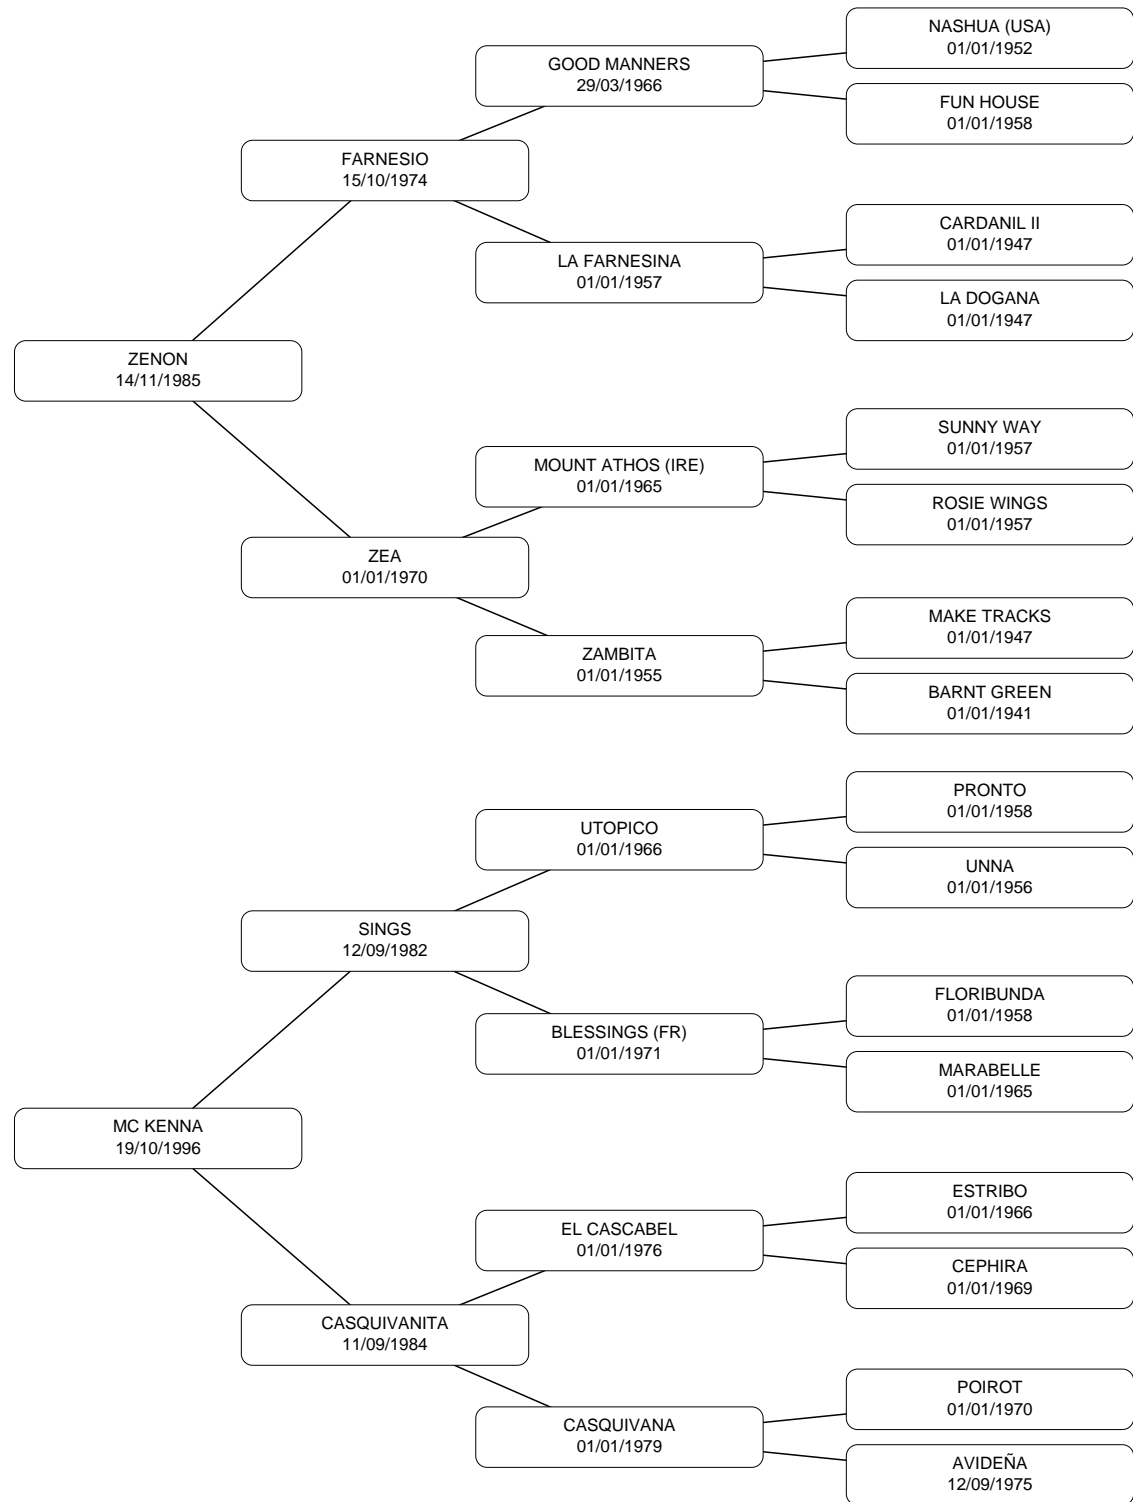 NASHUA (USA)
01/01/1952
GOOD MANNERS
29/03/1966
FUN HOUSE
01/01/1958
FARNESIO
15/10/1974
CARDANIL II
01/01/1947
LA FARNESINA
01/01/1957
LA DOGANA
01/01/1947
ZENON
14/11/1985
SUNNY WAY
01/01/1957
MOUNT ATHOS (IRE)
01/01/1965
ROSIE WINGS
01/01/1957
ZEA
01/01/1970
MAKE TRACKS
01/01/1947
ZAMBITA
01/01/1955
BARNT GREEN
01/01/1941
PRONTO
01/01/1958
UTOPICO
01/01/1966
UNNA
01/01/1956
SINGS
12/09/1982
FLORIBUNDA
01/01/1958
BLESSINGS (FR)
01/01/1971
MARABELLE
01/01/1965
MC KENNA
19/10/1996
ESTRIBO
01/01/1966
EL CASCABEL
01/01/1976
CEPHIRA
01/01/1969
CASQUIVANITA
11/09/1984
POIROT
01/01/1970
CASQUIVANA
01/01/1979
AVIDEÑA
12/09/1975